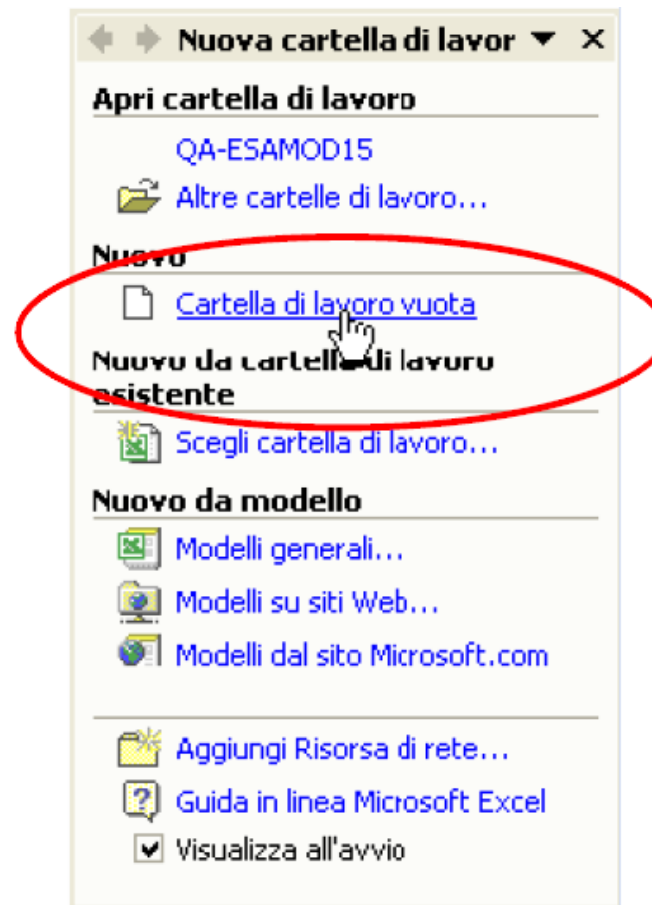 Nuova cartella di lavor
Apri cartella di lavoro
QA-ESAMOD15
Altre cartelle di lavoro...
Nuovo
Cartella di lavoro vuota
Nuovo da cartella di lavoro
esistente
Scegli cartella di lavoro...
Nuovo da modello
Modelli generali...
Modelli su siti Web...
Modelli dal sito Microsoft.com
Aggiungi Risorsa di rete...
Guida in linea Microsoft Excel
Visualizza all'avvio